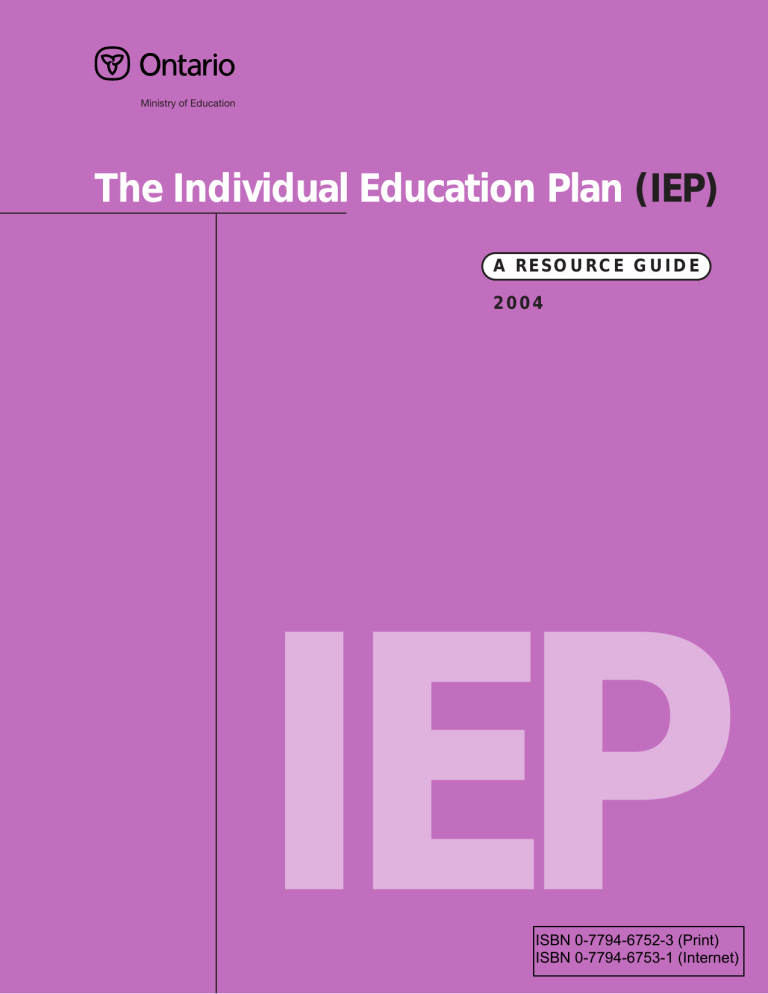 Ontario
Ministry of Education
The Individual Education Plan (IEP)
A RESOURCE GUIDE
2004
IEP
ISBN 0-7794-6752-3 (Print)
ISBN 0-7794-6753-1 (Internet)